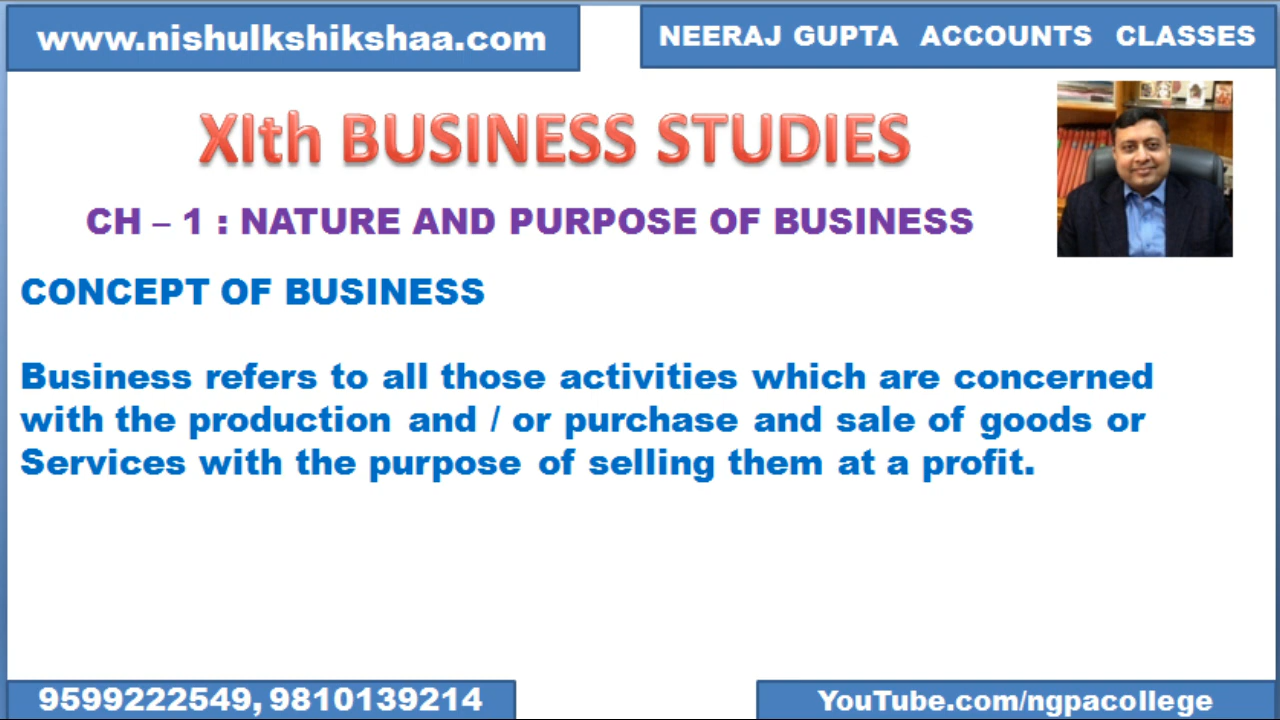 www.nishulkshikshaa.com
NEERAJ GUPTA ACCOUNTS CLASSES
XIth BUSINESS STUDIES
CH – 1 : NATURE AND PURPOSE OF BUSINESS
CONCEPT OF BUSINESS
Business refers to all those activities which are concerned
with the production and / or purchase and sale of goods or
Services with the purpose of selling them at a profit.
9599222549, 9810139214
YouTube.com/ngpacollege